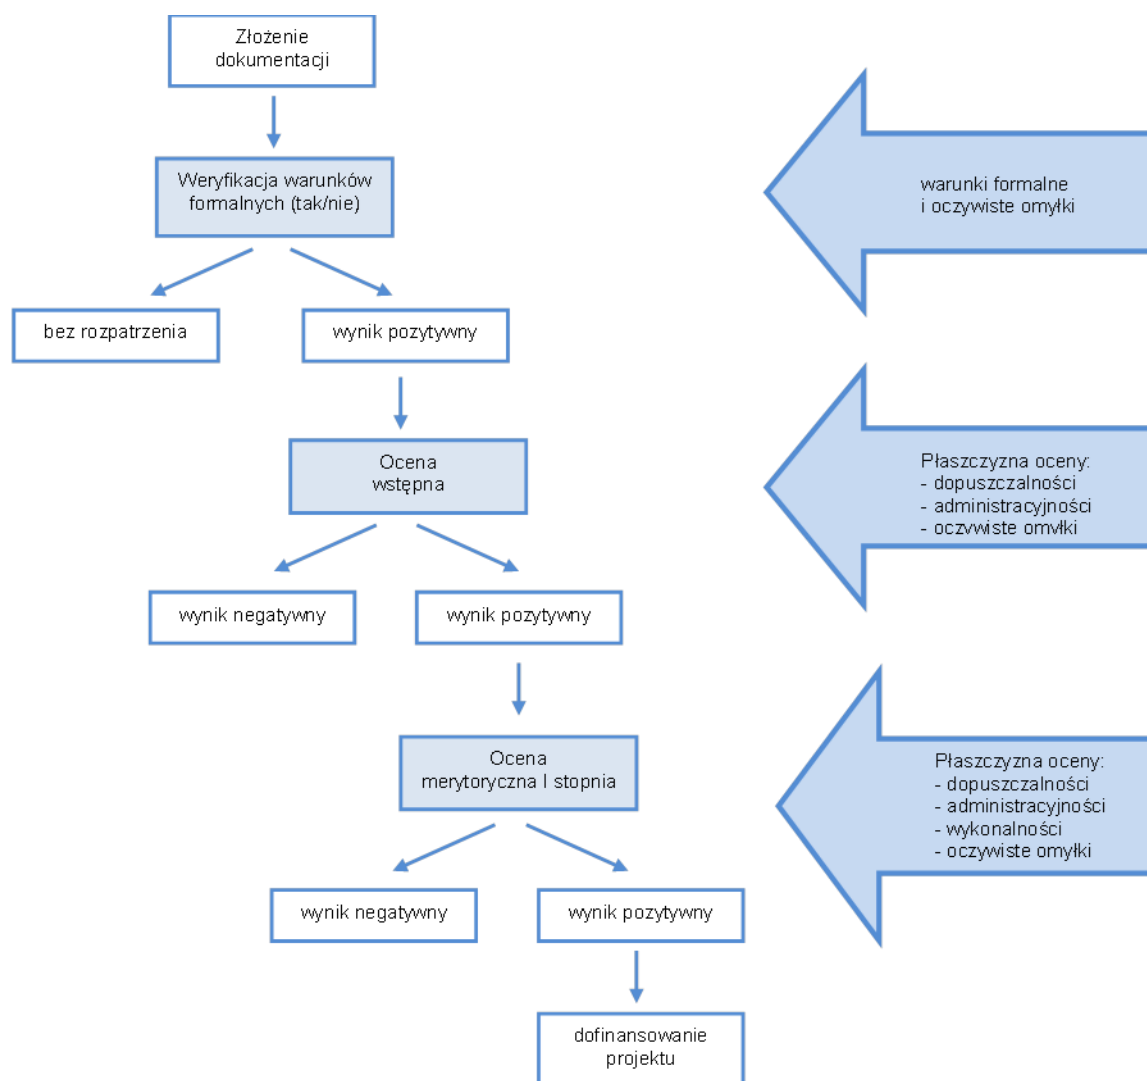 Złożenie
dokumentacji
Weryfikacja warunków
formalnych (tak/nie)
warunki formalne
i oczywiste omyłki
bez rozpatrzenia
wynik pozytywny
Ocena
wstępna
Płaszczyzna oceny:
- dopuszczalności
- administracyjności
- oczywiste omyłki
wynik negatywny
wynik pozytywny
Ocena
merytoryczna I stopnia
Płaszczyzna oceny:
- dopuszczalności
- administracyjności
- wykonalności
- oczywiste omyłki
wynik negatywny
wynik pozytywny
dofinansowanie
projektu